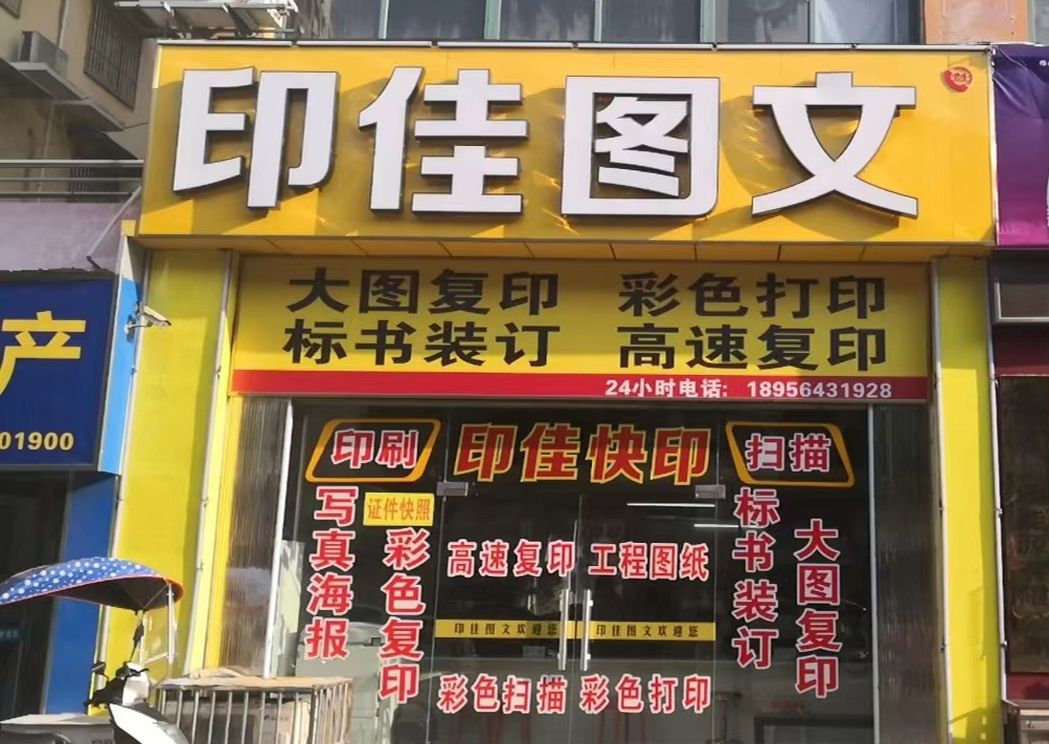 印佳图文
大图复印 彩色打印
标书装订 高速复印
24小时电话: 18956431928
产
01900
印刷
印佳快印
扫描
写真海报
证件快照
彩色复印
高速复印 工程图纸
标书装订
大图复印
印佳图文欢迎您 印佳图文欢迎您
彩色扫描 彩色打印